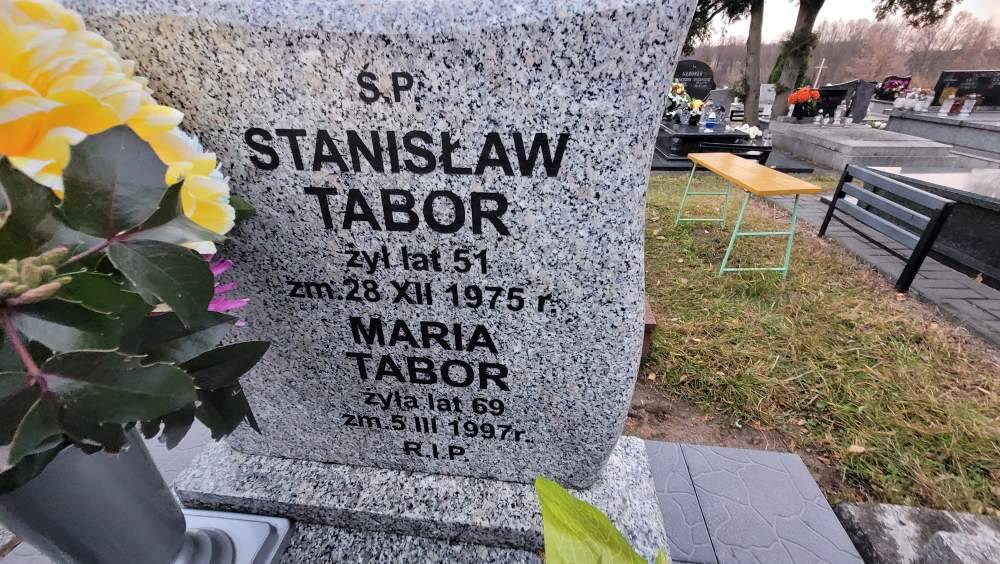 Ś.P.
STANISŁAW
TABOR
żył lat 51
zm.28 XII 1975 r.
MARIA
TABOR
żyła lat 69
zm.5 III 1997r.
R.I.P.